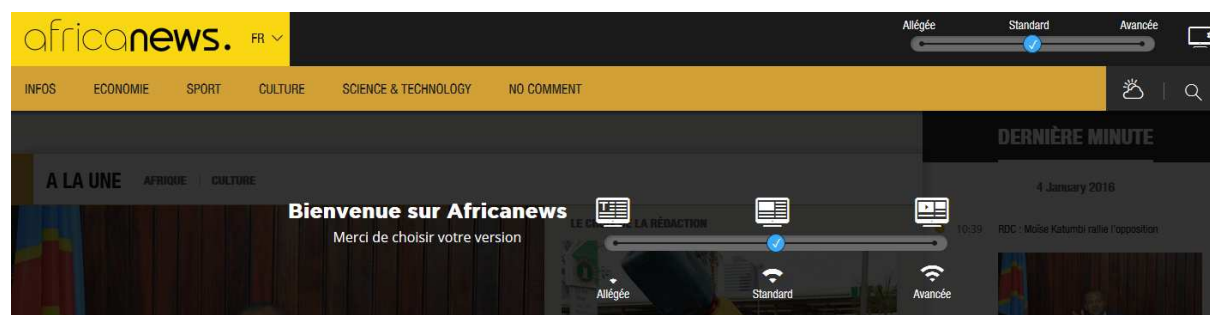 africanews.
FR
Allégée Standard Avancée
INFOS ECONOMIE SPORT CULTURE SCIENCE & TECHNOLOGY NO COMMENT
DERNIÈRE MINUTE
A LA UNE AFRIQUE CULTURE
4 January 2016
Bienvenue sur Africanews
Merci de choisir votre version
LA RÉDACTION
10:39 RDC : Moïse Katumbi rallie l'opposition
Allégée Standard Avancée